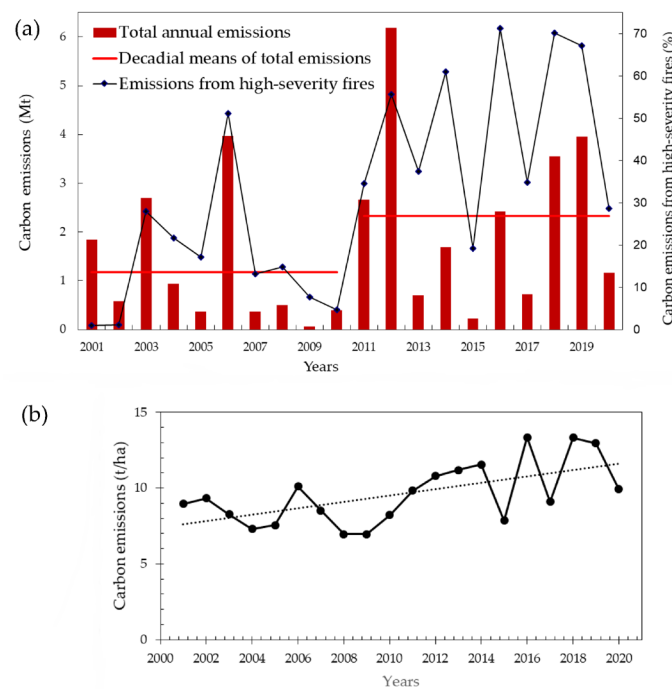 (a)
Total annual emissions
Decadial means of total emissions
Emissions from high-severity fires
Carbon emissions (Mt)
6
5
4
3
2
1
0
70
60
50
40
30
20
10
0
Carbon emissions from high-severity fires (%)
2001 2003 2005 2007 2009 2011 2013 2015 2017 2019
Years
(b)
Carbon emissions (t/ha)
15
10
5
0
2000 2002 2004 2006 2008 2010 2012 2014 2016 2018 2020
Years